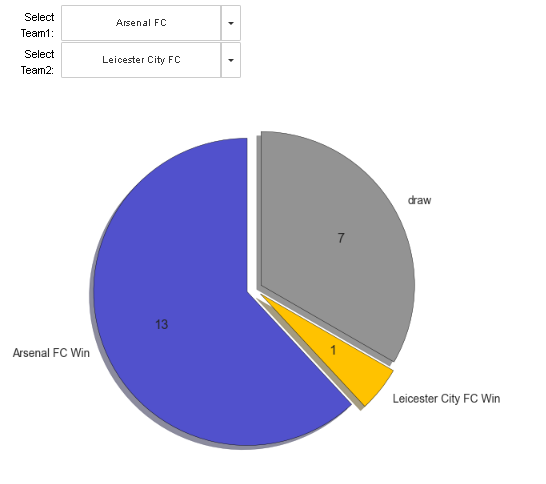 Select
Team1:
Arsenal FC
Select
Team2:
Leicester City FC
draw
7
13
1
Arsenal FC Win
Leicester City FC Win